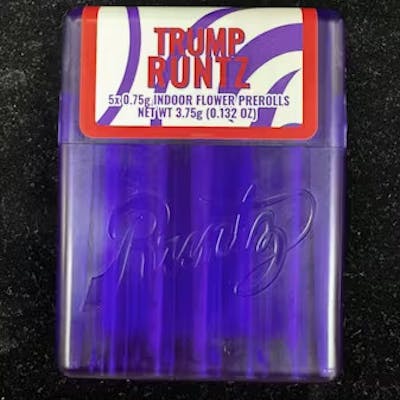 TRUMP
RUNTZ
5x 0.75g INDOOR FLOWER PREROLLS
NET WT 3.75g (0.132 OZ)
Runtz